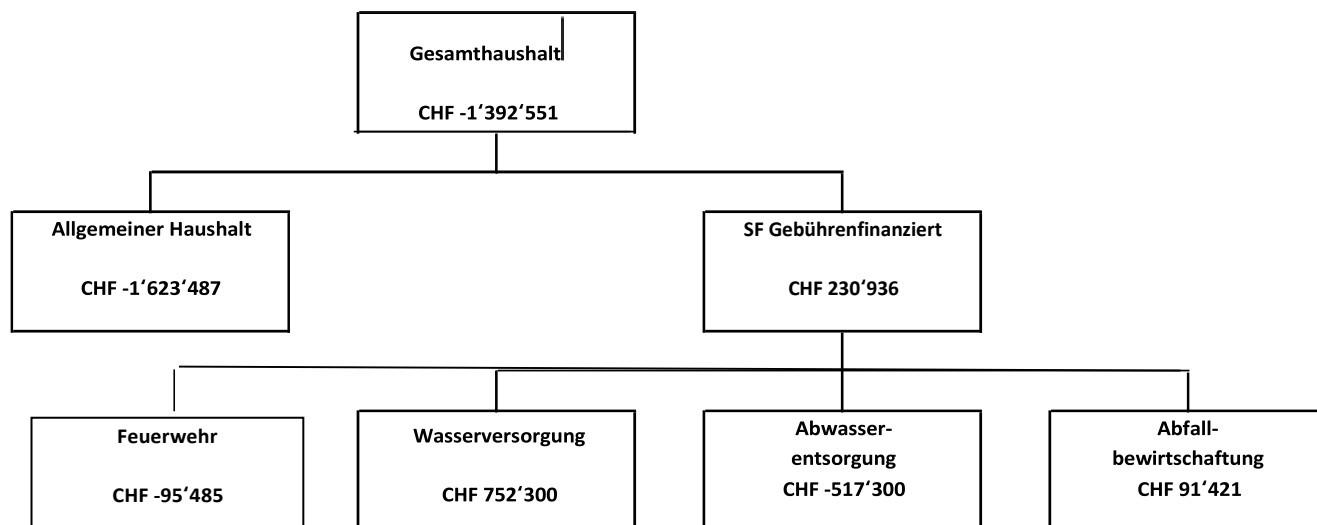 Gesamthaushalt
CHF -1‘392‘551
Allgemeiner Haushalt
CHF -1‘623‘487
SF Gebührenfinanziert
CHF 230‘936
Feuerwehr
CHF -95‘485
Wasserversorgung
CHF 752‘300
Abwasser-
entsorgung
CHF -517‘300
Abfall-
bewirtschaftung
CHF 91‘421